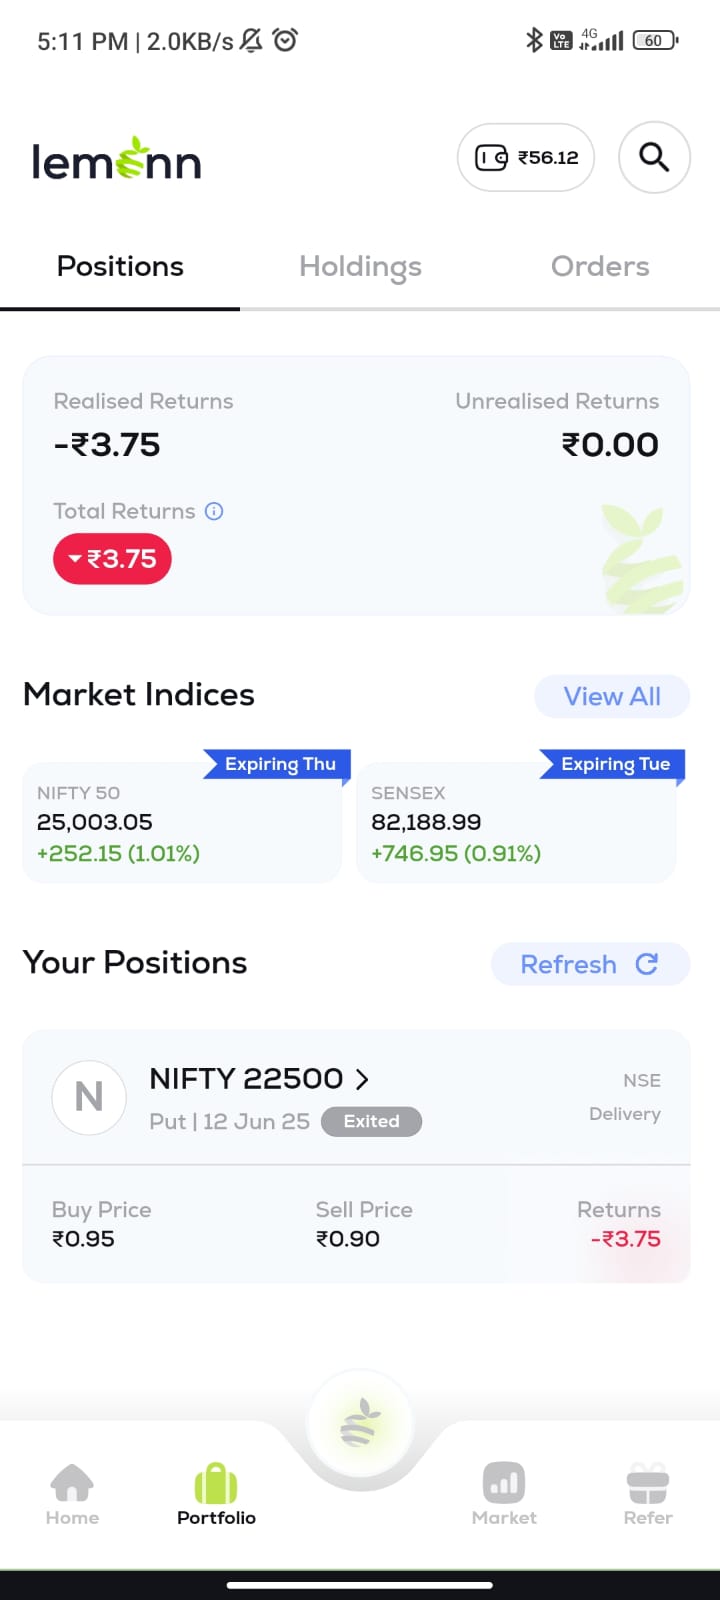 5:11 PM | 2.0KB/s
Vo LTE 4G 60
lemonn
₹56.12
Positions Holdings Orders
Realised Returns Unrealised Returns
-₹3.75 ₹0.00
Total Returns
₹3.75
Market Indices View All
Expiring Thu Expiring Tue
NIFTY 50 SENSEX
25,003.05 82,188.99
+252.15 (1.01%) +746.95 (0.91%)
Your Positions Refresh
N NIFTY 22500 NSE
Put | 12 Jun 25 Exited Delivery
Buy Price Sell Price Returns
₹0.95 ₹0.90 -₹3.75
Home Portfolio Market Refer